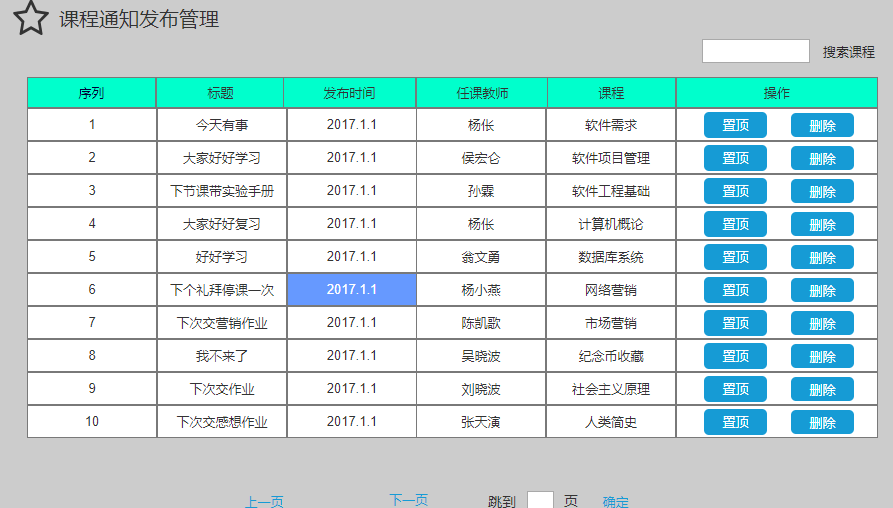 课程通知发布管理
搜索课程
序列 标题 发布时间 任课教师 课程 操作
1 今天有事 2017.1.1 杨伥 软件需求 置顶 删除
2 大家好好学习 2017.1.1 侯宏仑 软件项目管理 置顶 删除
3 下节课带实验手册 2017.1.1 孙霖 软件工程基础 置顶 删除
4 大家好好复习 2017.1.1 杨伥 计算机概论 置顶 删除
5 好好学习 2017.1.1 翁文勇 数据库系统 置顶 删除
6 下个礼拜停课一次 2017.1.1 杨小燕 网络营销 置顶 删除
7 下次交营销作业 2017.1.1 陈凯歌 市场营销 置顶 删除
8 我不来了 2017.1.1 吴晓波 纪念币收藏 置顶 删除
9 下次交作业 2017.1.1 刘晓波 社会主义原理 置顶 删除
10 下次交感想作业 2017.1.1 张天演 人类简史 置顶 删除
上一页 下一页 跳到 页 确定